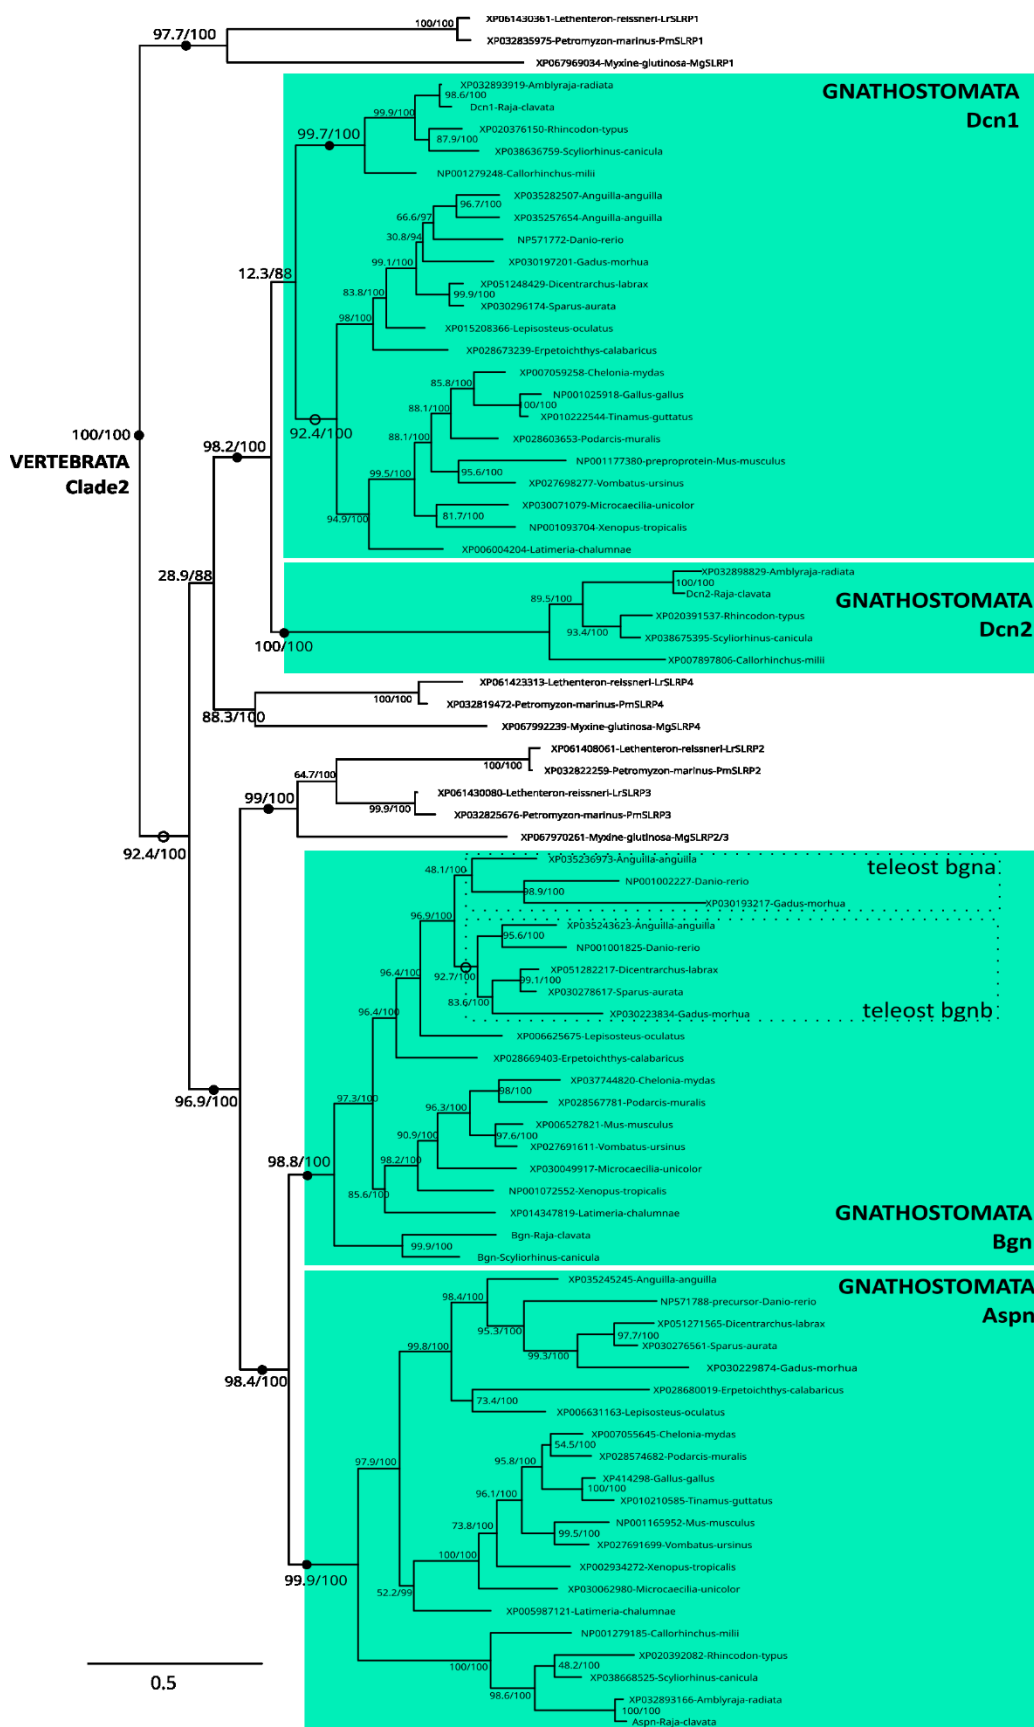 XP061430361-Lethenteron-reissneri-LrSLRP1
100/100
97.7/100
XP032835975-Petromyzon-marinus-PmSLRP1
XP067969034-Myxine-glutinosa-MgSLRP1
GNATHOSTOMATA
Dcn1
XP032893919-Amblyraja-radiata
98.6/100
Dcn1-Raja-clavata
99.9/100
XP020376150-Rhincodon-typus
99.7/100
87.9/100
XP038636759-Scyliorhinus-canicula
NP001279248-Callorhinchus-milii
XP035282507-Anguilla-anguilla
96.7/100
66.6/97
XP035257654-Anguilla-anguilla
30.8/94
NP571772-Danio-rerio
99.1/100
XP030197201-Gadus-morhua
12.3/88
XP051248429-Dicentrarchus-labrax
83.8/100
99.9/100
XP030296174-Sparus-aurata
98/100
XP015208366-Lepisosteus-oculatus
XP028673239-Erpetoichthys-calabaricus
XP007059258-Chelonia-mydas
85.8/100
NP001025918-Gallus-gallus
100/100
88.1/100
XP010222544-Tinamus-guttatus
92.4/100
100/100
88.1/100
XP028603653-Podarcis-muralis
98.2/100
VERTEBRATA
Clade2
NP001177380-preproprotein-Mus-musculus
99.5/100
95.6/100
XP027698277-Vombatus-ursinus
XP030071079-Microcaecilia-unicolor
94.9/100
81.7/100
NP001093704-Xenopus-tropicalis
XP006004204-Latimeria-chalumnae
28.9/88
XP032898829-Amblyraja-radiata
100/100
GNATHOSTOMATA
Dcn2
Dcn2-Raja-clavata
89.5/100
XP020391537-Rhincodon-typus
93.4/100
100/100
XP038675395-Scyliorhinus-canicula
XP007897806-Callorhinchus-milii
XP061423313-Lethenteron-reissneri-LrSLRP4
100/100
XP032819472-Petromyzon-marinus-PmSLRP4
88.3/100
XP067992239-Myxine-glutinosa-MgSLRP4
XP061408061-Lethenteron-reissneri-LrSLRP2
64.7/100
100/100
XP032822259-Petromyzon-marinus-PmSLRP2
99/100
XP061430080-Lethenteron-reissneri-LrSLRP3
99.9/100
XP032825676-Petromyzon-marinus-PmSLRP3
XP067970261-Myxine-glutinosa-MgSLRP2/3
92.4/100
XP035236973-Anguilla-anguilla
teleost bgna
48.1/100
NP001002227-Danio-rerio
98.9/100
XP030193217-Gadus-morhua
96.9/100
XP035243623-Anguilla-anguilla
95.6/100
NP001001825-Danio-rerio
92.7/100
96.4/100
XP051282217-Dicentrarchus-labrax
99.1/100
XP030278617-Sparus-aurata
83.6/100
XP030223834-Gadus-morhua
teleost bgnb
96.4/100
XP006625675-Lepisosteus-oculatus
XP028669403-Erpetoichthys-calabaricus
XP037744820-Chelonia-mydas
98/100
96.9/100
97.3/100
XP028567781-Podarcis-muralis
96.3/100
XP006527821-Mus-musculus
97.6/100
90.9/100
XP027691611-Vombatus-ursinus
98.8/100
98.2/100
XP030049917-Microcaecilia-unicolor
85.6/100
NP001072552-Xenopus-tropicalis
XP014347819-Latimeria-chalumnae
GNATHOSTOMATA
Bgn
Bgn-Raja-clavata
99.9/100
Bgn-Scyliorhinus-canicula
GNATHOSTOMATA
Aspn
XP035245245-Anguilla-anguilla
98.4/100
NP571788-precursor-Danio-rerio
95.3/100
XP051271565-Dicentrarchus-labrax
97.7/100
99.8/100
XP030276561-Sparus-aurata
99.3/100
XP030229874-Gadus-morhua
98.4/100
XP028680019-Erpetoichthys-calabaricus
73.4/100
XP006631163-Lepisosteus-oculatus
XP007055645-Chelonia-mydas
54.5/100
95.8/100
XP028574682-Podarcis-muralis
97.9/100
XP414298-Gallus-gallus
100/100
96.1/100
XP010210585-Tinamus-guttatus
NP001165952-Mus-musculus
73.8/100
99.5/100
XP027691699-Vombatus-ursinus
100/100
XP002934272-Xenopus-tropicalis
99.9/100
52.2/99
XP030062980-Microcaecilia-unicolor
XP005987121-Latimeria-chalumnae
NP001279185-Callorhinchus-milii
100/100
XP020392082-Rhincodon-typus
48.2/100
XP038668525-Scyliorhinus-canicula
0.5
98.6/100
XP032893166-Amblyraja-radiata
100/100
Aspn-Raja-clavata